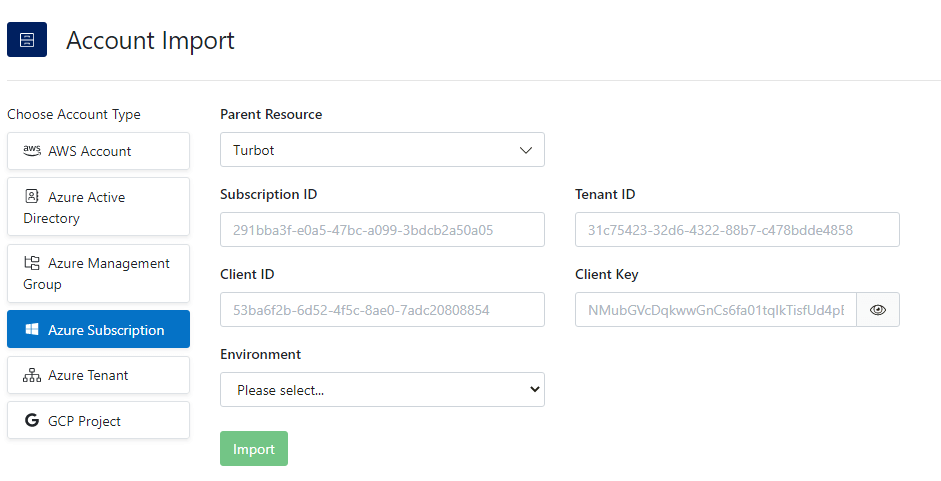 Account Import
Choose Account Type
aws AWS Account
Azure Active
Directory
Azure Management
Group
Azure Subscription
Azure Tenant
GCP Project
Parent Resource
Turbot
Subscription ID
291bba3f-e0a5-47bc-a099-3bdcb2a50a05
Tenant ID
31c75423-32d6-4322-88b7-c478bdde4858
Client ID
53ba6f2b-6d52-4f5c-8ae0-7adc20808854
Client Key
Environment
Please select...
Import